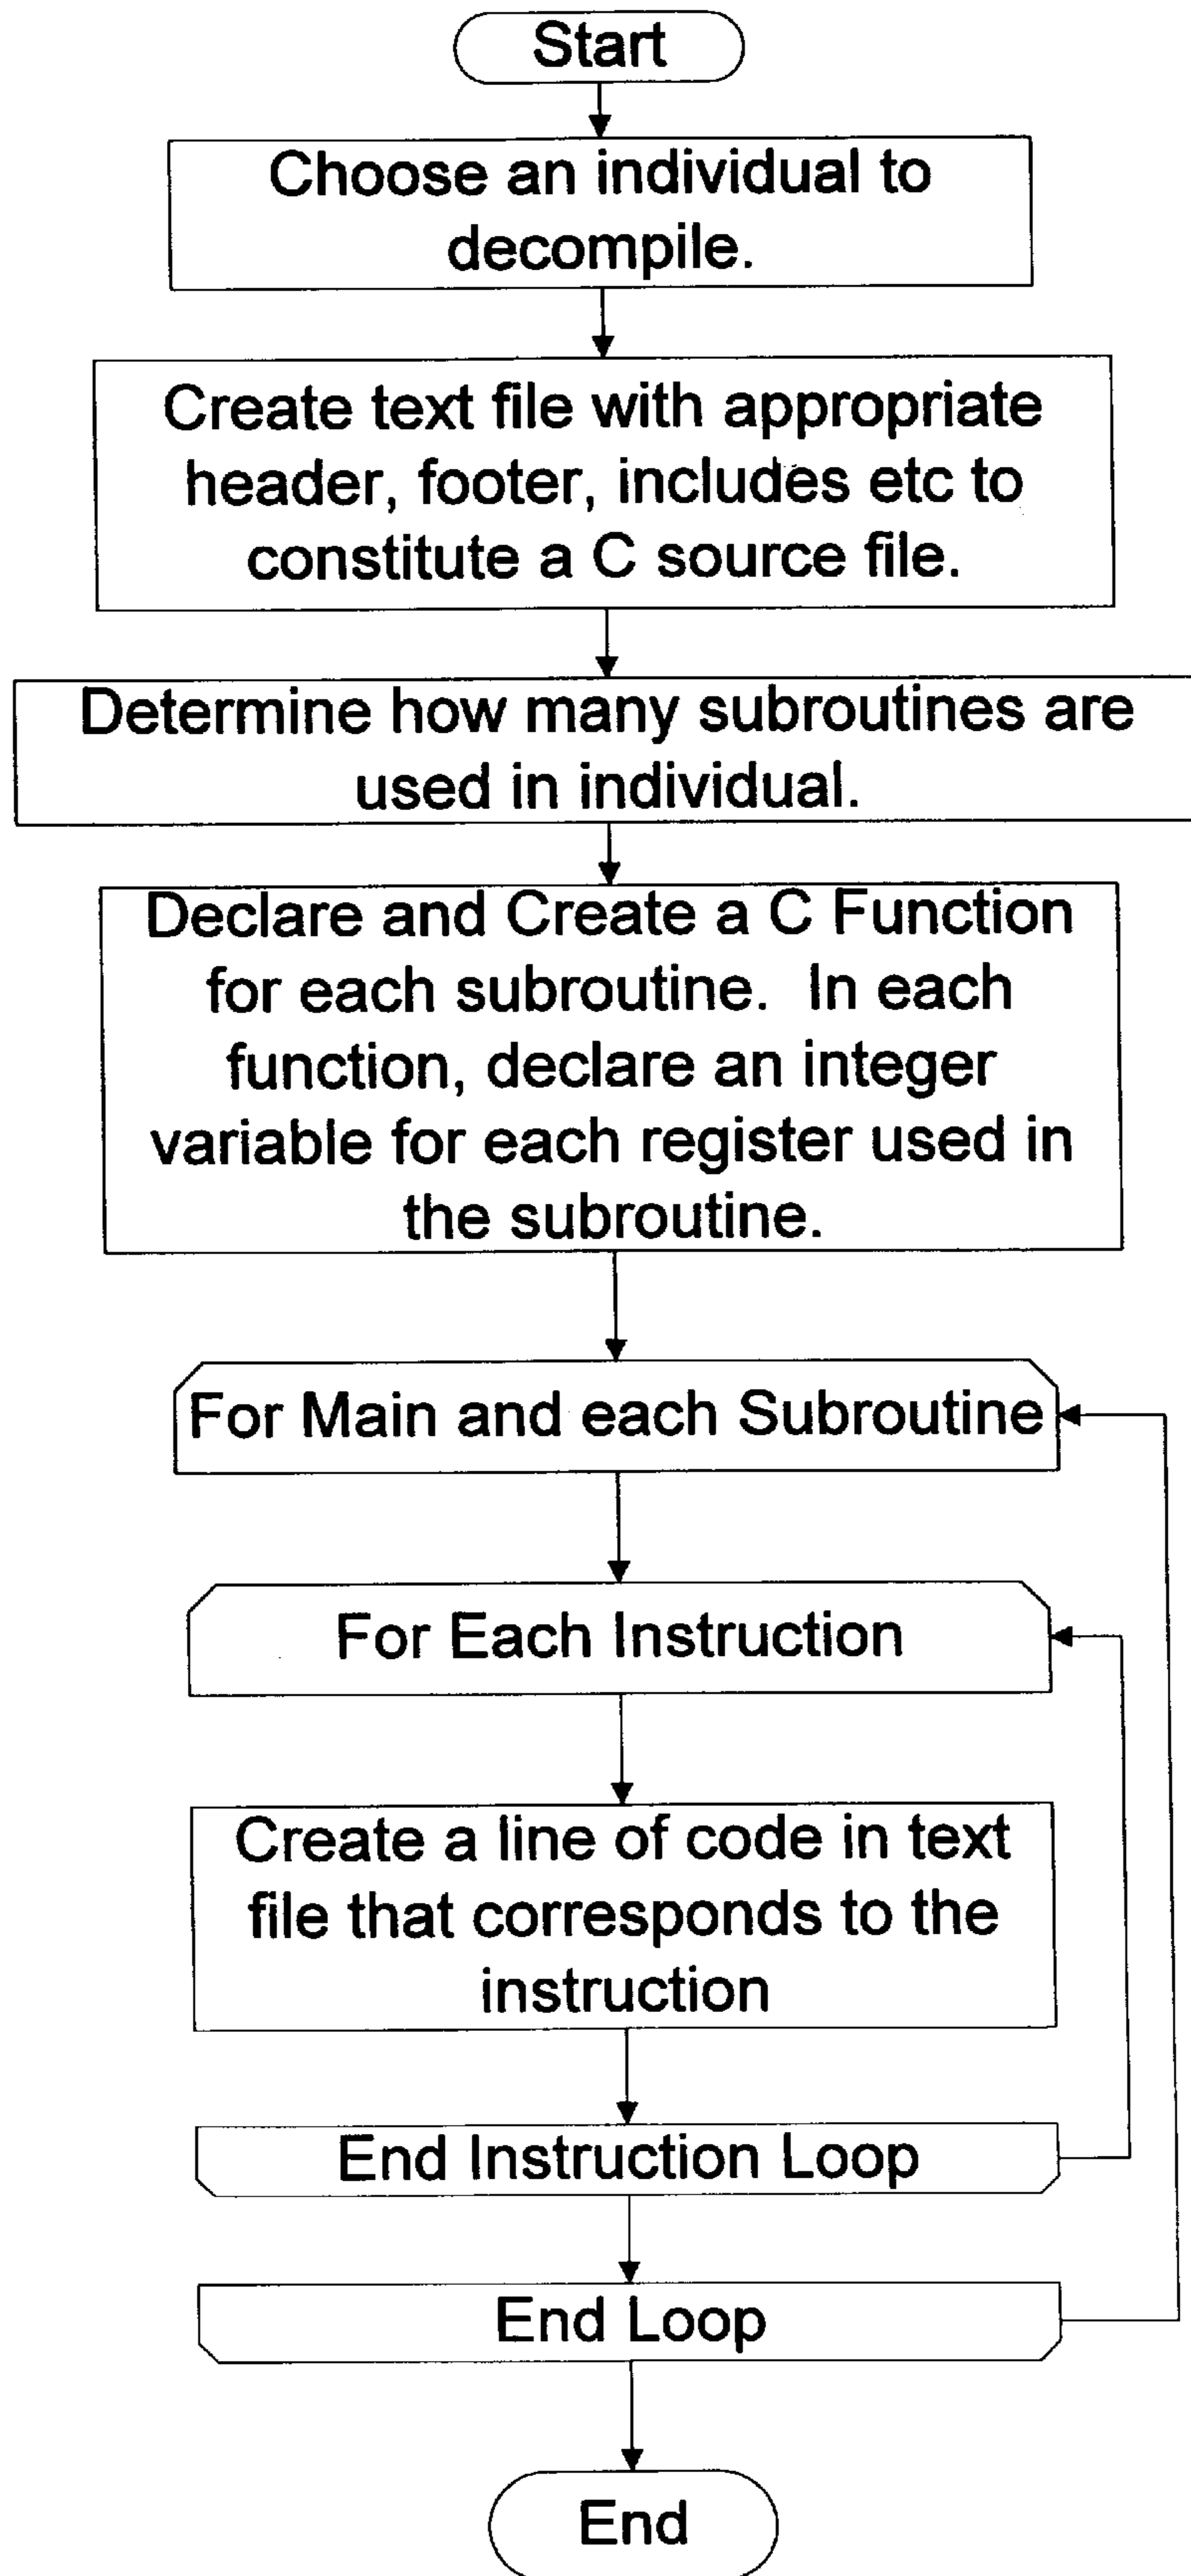 Start
Choose an individual to
decompile.
Create text file with appropriate
header, footer, includes etc to
constitute a C source file.
Determine how many subroutines are
used in individual.
Declare and Create a C Function
for each subroutine. In each
function, declare an integer
variable for each register used in
the subroutine.
For Main and each Subroutine
For Each Instruction
Create a line of code in text
file that corresponds to the
instruction
End Instruction Loop
End Loop
End